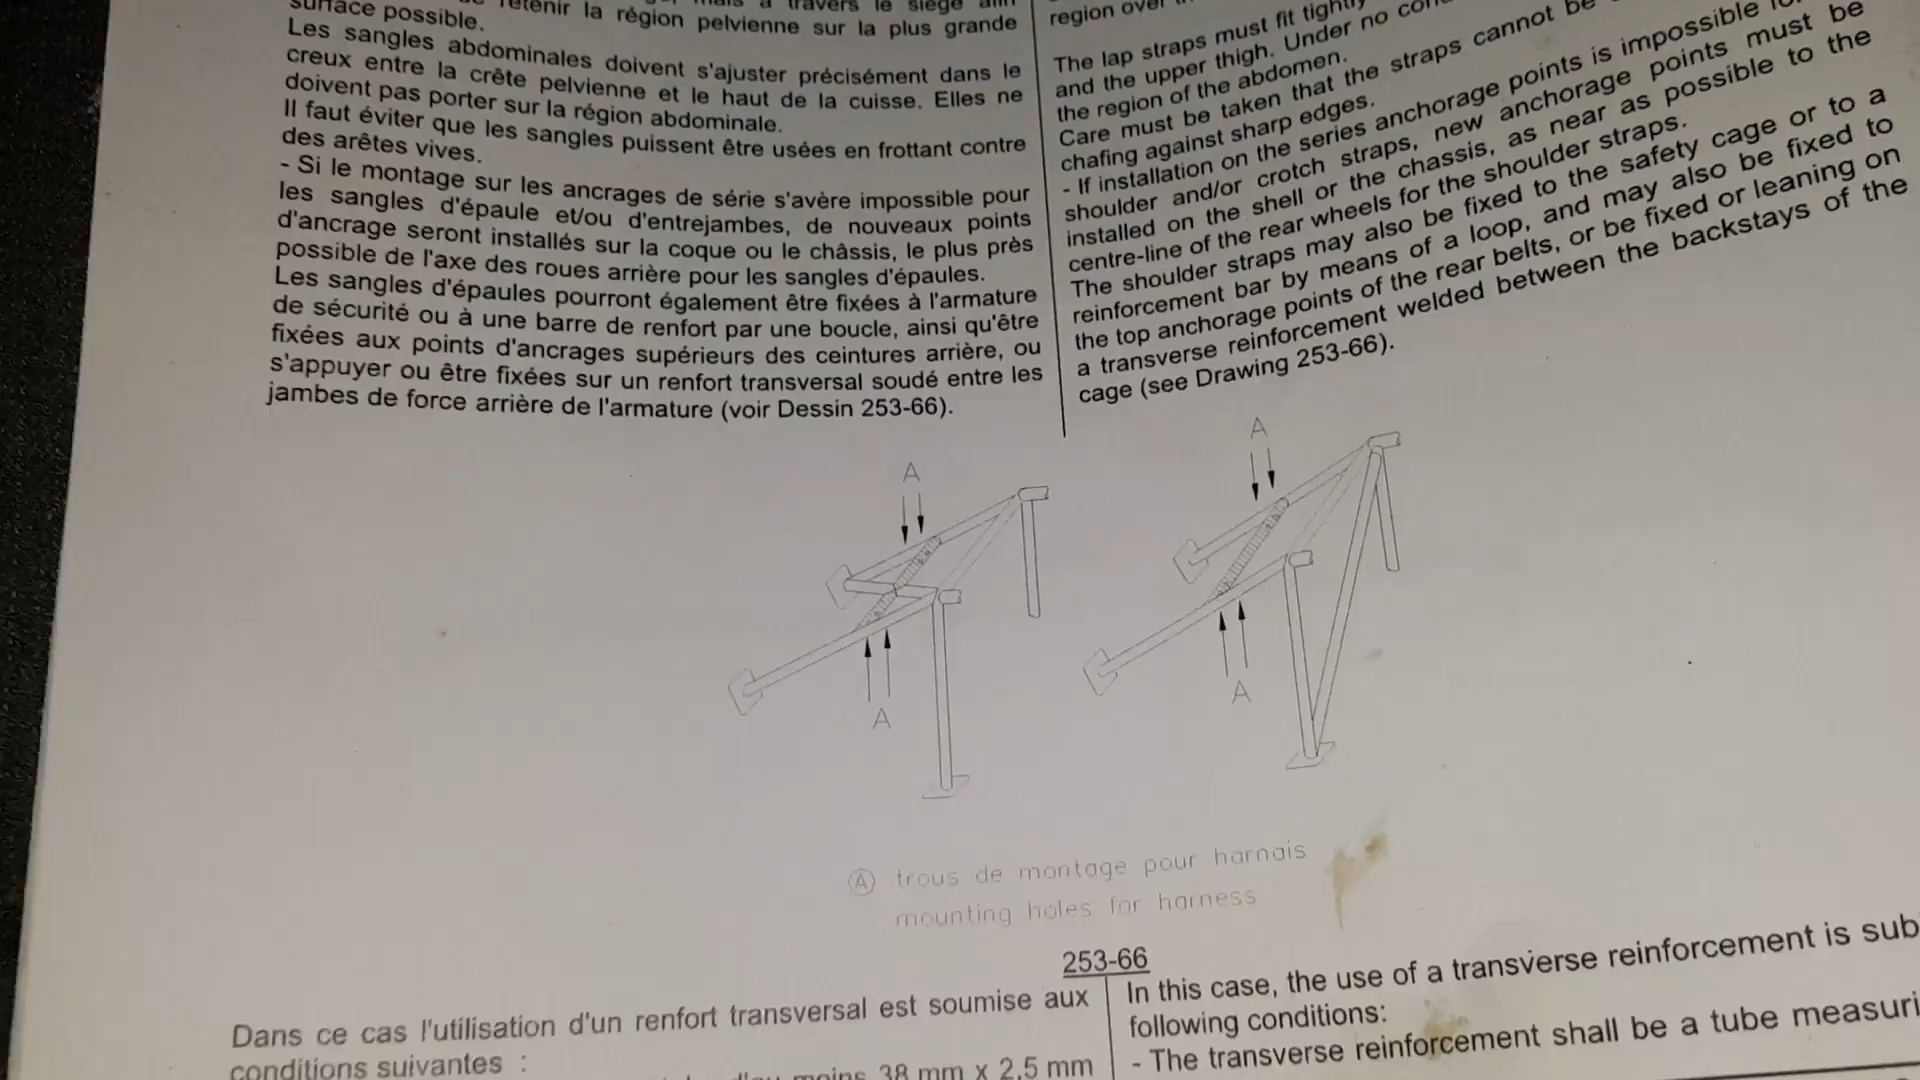 retenir la région pelvienne sur la plus grande
surface possible.
Les sangles abdominales doivent s'ajuster précisément dans le
creux entre la crête pelvienne et le haut de la cuisse. Elles ne
doivent pas porter sur la région abdominale.
Il faut éviter que les sangles puissent être usées en frottant contre
des arêtes vives.
- Si le montage sur les ancrages de série s'avère impossible pour
les sangles d'épaule et/ou d'entrejambes, de nouveaux points
d'ancrage seront installés sur la coque ou le châssis, le plus près
possible de l'axe des roues arrière pour les sangles d'épaules.
Les sangles d'épaules pourront également être fixées à l'armature
de sécurité ou à une barre de renfort par une boucle, ainsi qu'être
fixées aux points d'ancrages supérieurs des ceintures arrière, ou
s'appuyer ou être fixées sur un renfort transversal soudé entre les
jambes de force arrière de l'armature (voir Dessin 253-66).
region over
The lap straps must fit tightly
and the upper thigh. Under no
the region of the abdomen.
Care must be taken that the straps cannot be
chafing against sharp edges.
- If installation on the series anchorage points is impossible
shoulder and/or crotch straps, new anchorage points must be
installed on the shell or the chassis, as near as possible to the
centre-line of the rear wheels for the shoulder straps.
The shoulder straps may also be fixed to the safety cage or to a
reinforcement bar by means of a loop, and may also be fixed to
the top anchorage points of the rear belts, or be fixed or leaning on
a transverse reinforcement welded between the backstays of the
cage (see Drawing 253-66).
A
A
A
A
A trous de montage pour harnais
mounting holes for harness
253-66
Dans ce cas l'utilisation d'un renfort transversal est soumise aux
conditions suivantes :
moins 38 mm x 2,5 mm
In this case, the use of a transverse reinforcement is
following conditions:
- The transverse reinforcement shall be a tube